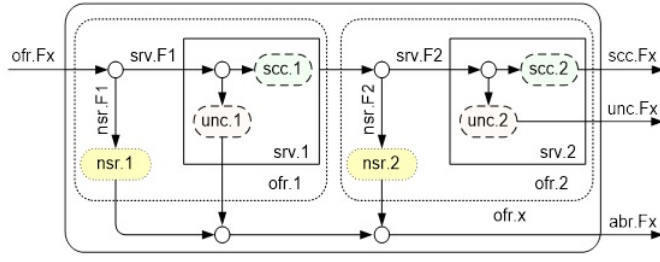 ofr.Fx
srv.F1
scc.1
srv.F2
scc.2
scc.Fx
nsr.F1
unc.1
nsr.F2
unc.2
unc.Fx
nsr.1
srv.1
nsr.2
srv.2
ofr.1
ofr.2
ofr.x
abr.Fx